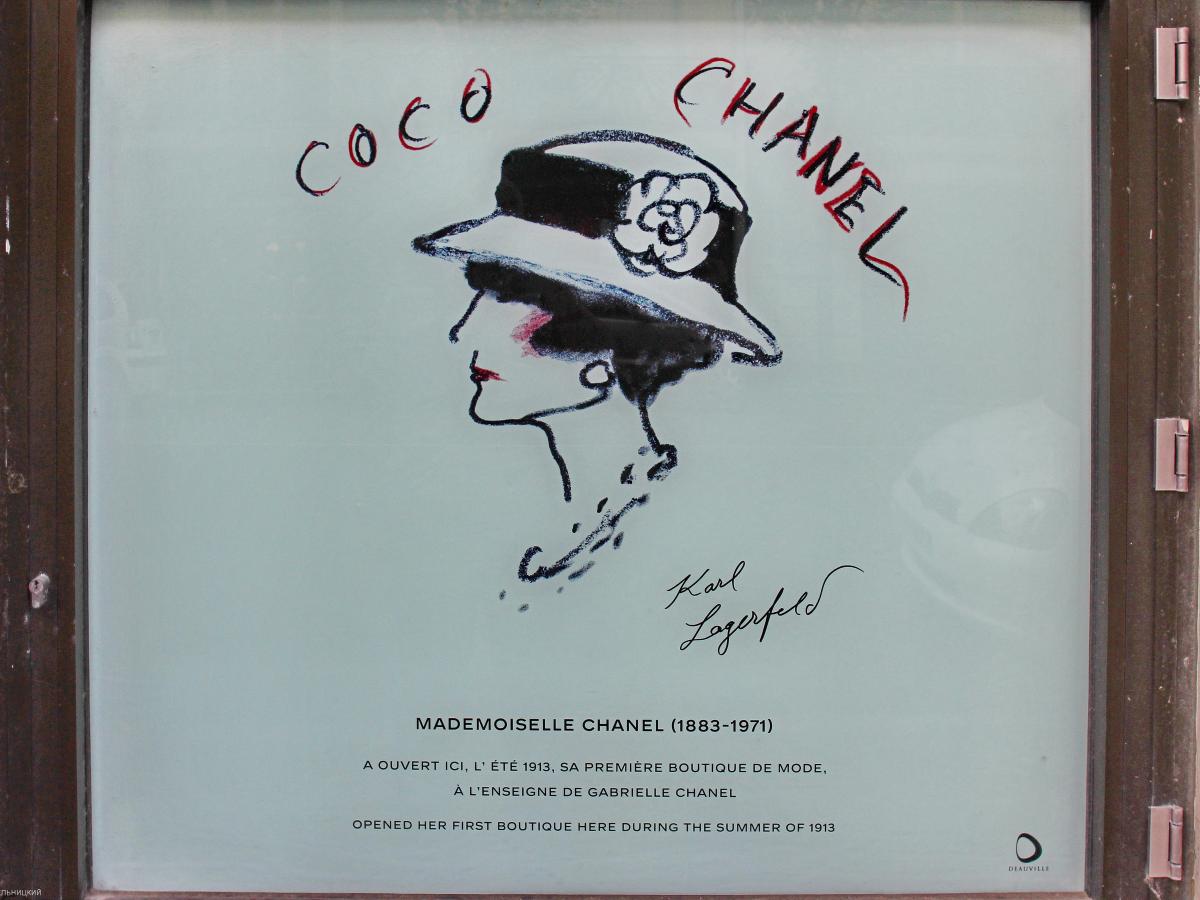 COCO CHANEL
Karl
Lagerfeld
MADEMOISELLE CHANEL (1883-1971)
A OUVERT ICI, L' ÉTÉ 1913, SA PREMIÈRE BOUTIQUE DE MODE,
À L'ENSEIGNE DE GABRIELLE CHANEL
OPENED HER FIRST BOUTIQUE HERE DURING THE SUMMER OF 1913
DEAUVILLE